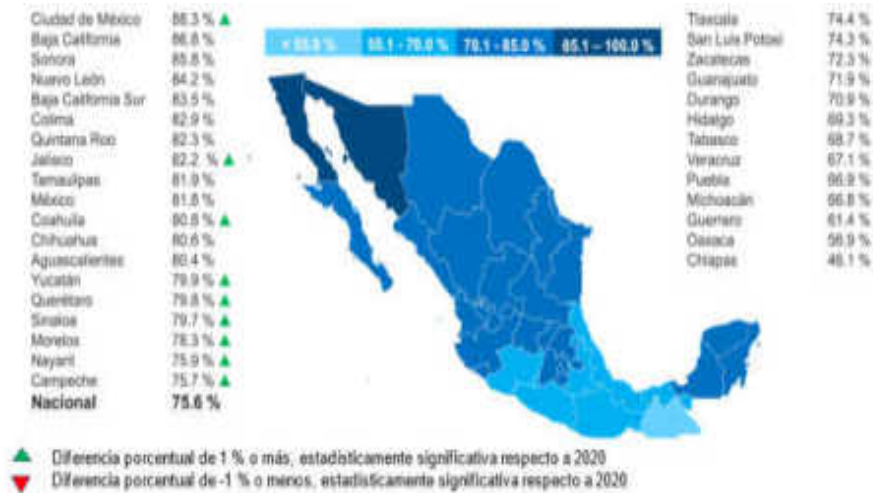 Ciudad de México 88.3 % ▲
Baja California 86.8 %
Sonora 85.8 %
Nuevo León 84.2 %
Baja California Sur 83.5 %
Colima 82.9 %
Quintana Roo 82.3 %
Jalisco 82.2 % ▲
Tamaulipas 81.9 %
México 81.8 %
Coahuila 80.8 % ▲
Chihuahua 80.6 %
Aguascalientes 80.4 %
Yucatán 79.9 % ▲
Querétaro 79.8 % ▲
Sinaloa 79.7 % ▲
Morelos 78.3 % ▲
Nayarit 75.9 % ▲
Campeche 75.7 % ▲
Nacional 75.6 %
< 55.0 % 55.1 - 70.0 % 70.1 - 85.0 % 85.1 – 100.0 %
Tlaxcala 74.4 %
San Luis Potosí 74.3 %
Zacatecas 72.3 %
Guanajuato 71.9 %
Durango 70.9 %
Hidalgo 69.3 %
Tabasco 68.7 %
Veracruz 67.1 %
Puebla 66.9 %
Michoacán 66.8 %
Guerrero 61.4 %
Oaxaca 56.9 %
Chiapas 46.1 %
▲ Diferencia porcentual de 1 % o más, estadísticamente significativa respecto a 2020
▼ Diferencia porcentual de -1 % o menos, estadísticamente significativa respecto a 2020